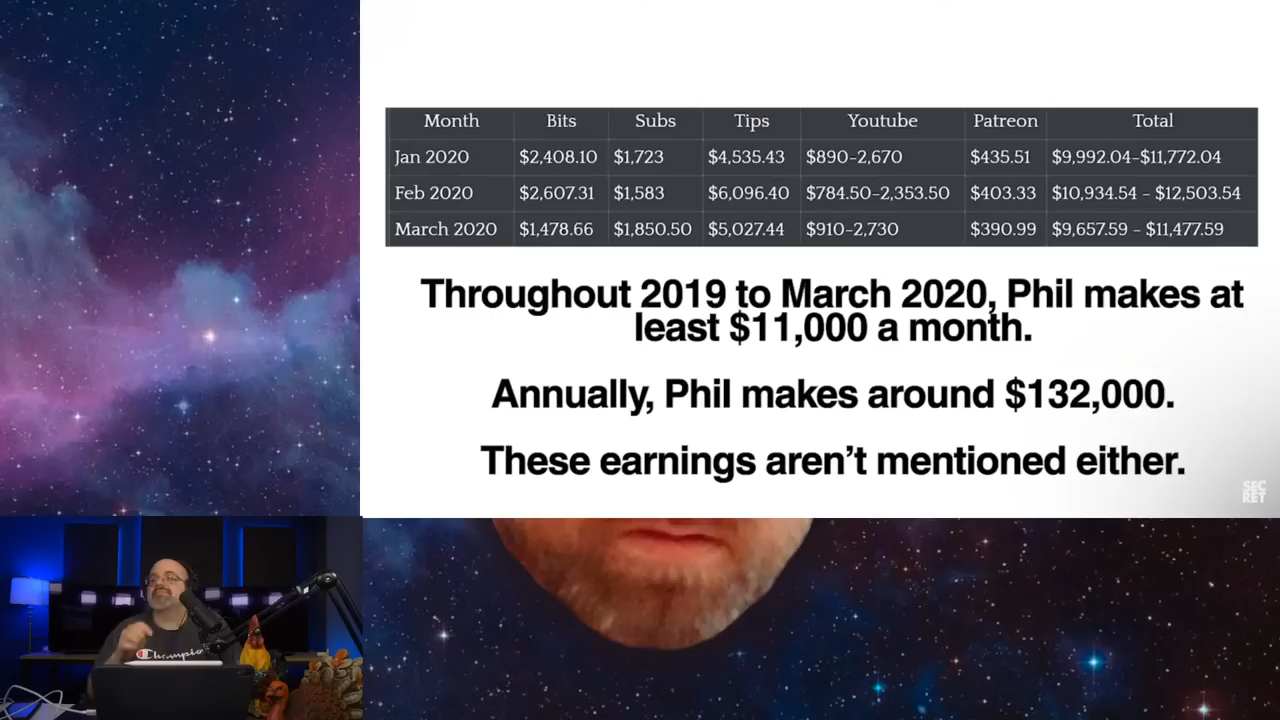 Month Bits Subs Tips Youtube Patreon Total
Jan 2020 $2,408.10 $1,723 $4,535.43 $890-2,670 $435.51 $9,992.04-$11,772.04
Feb 2020 $2,607.31 $1,583 $6,096.40 $784.50-2,353.50 $403.33 $10,934.54 - $12,503.54
March 2020 $1,478.66 $1,850.50 $5,027.44 $910-2,730 $390.99 $9,657.59 - $11,477.59
Throughout 2019 to March 2020, Phil makes at
least $11,000 a month.
Annually, Phil makes around $132,000.
These earnings aren't mentioned either.
SEC
RET
Champio